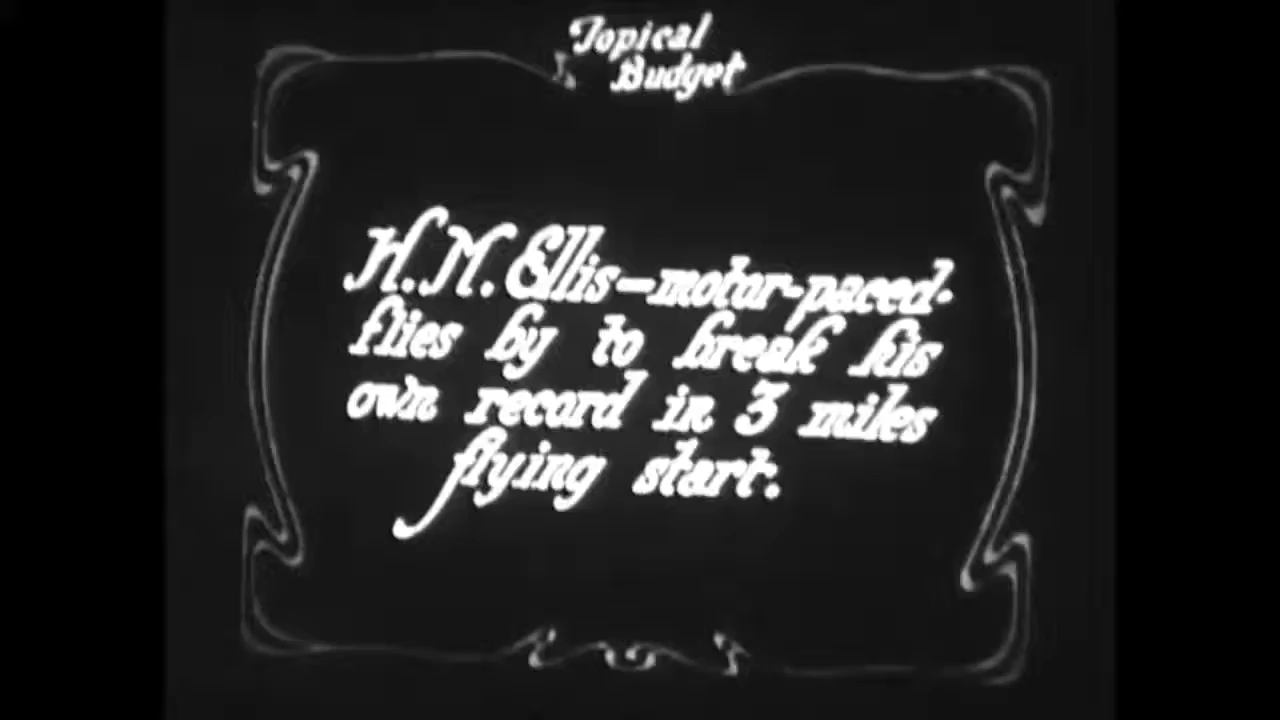 Topical
Budget
H.M. Ellis—motor-paced-
flies by to break his
own record in 3 miles
flying start.